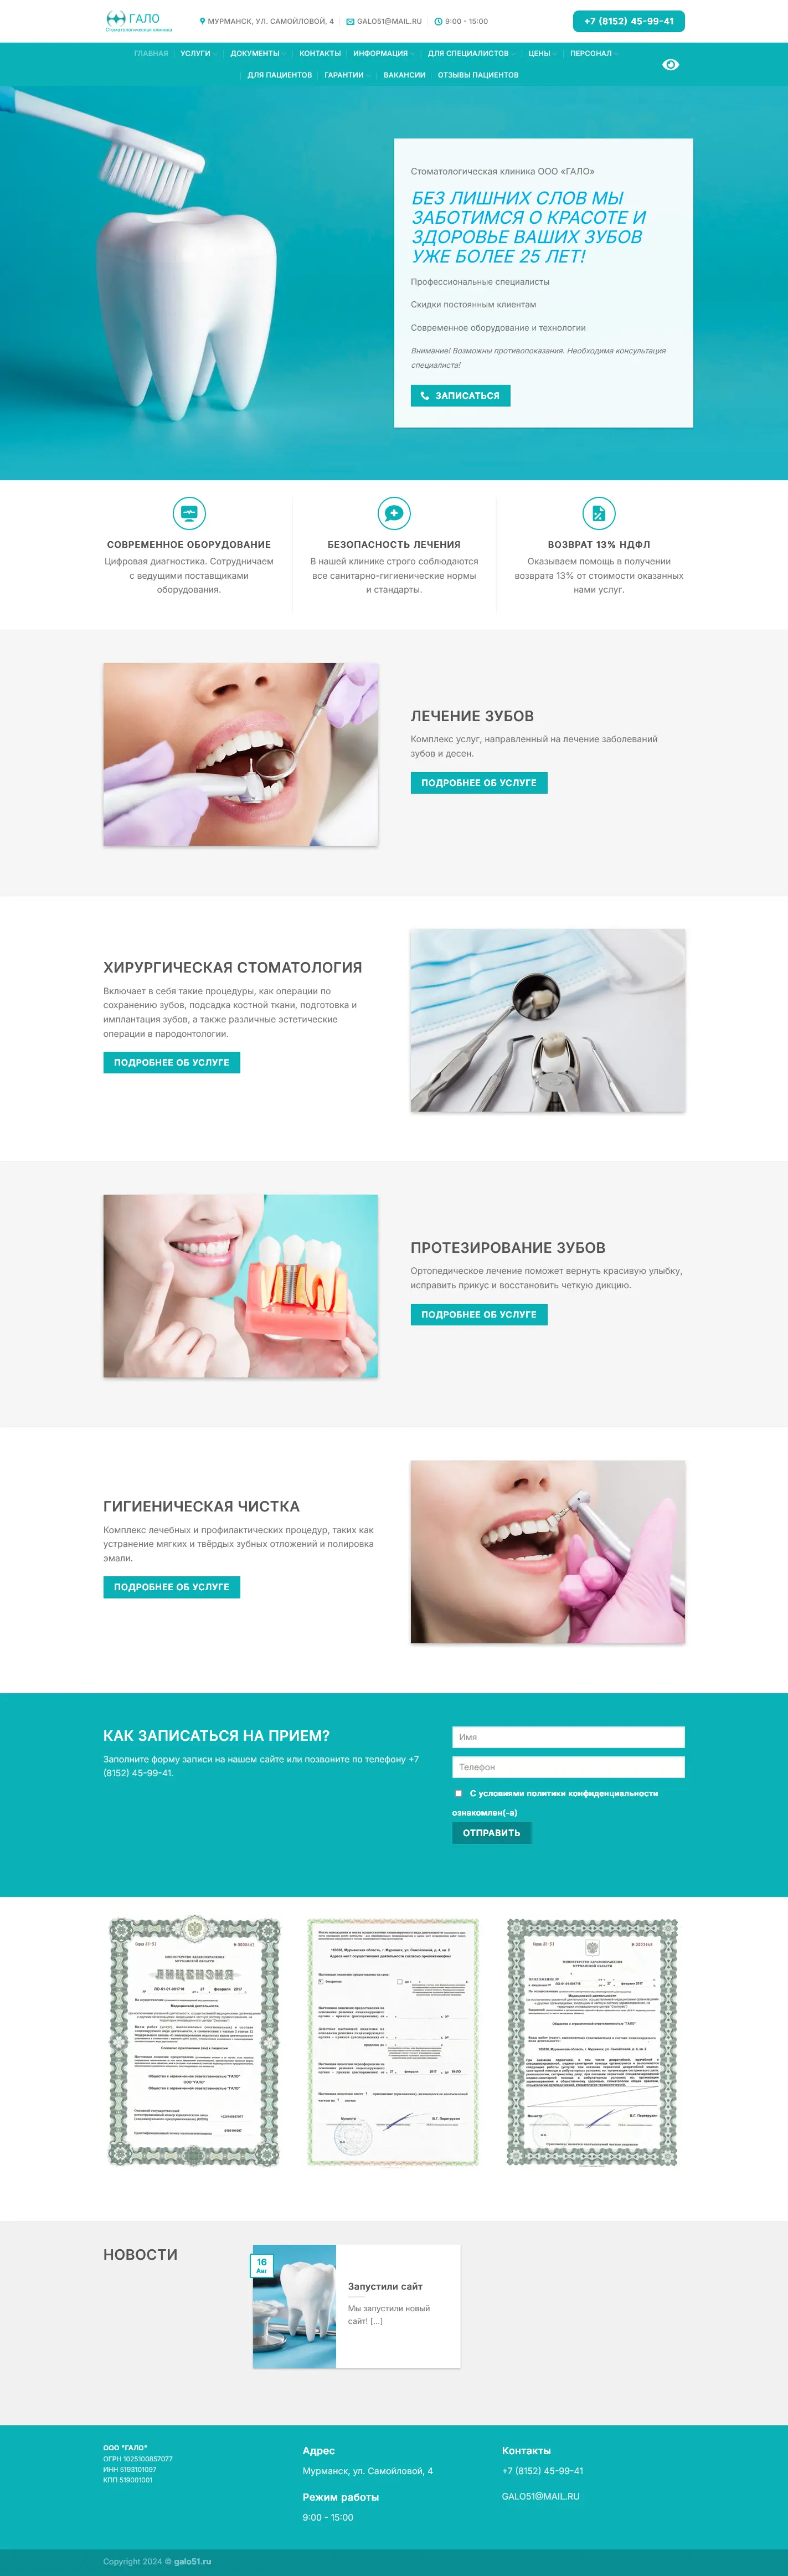 ГАЛО
Стоматологическая клиника
МУРМАНСК, УЛ. САМОЙЛОВОЙ, 4
GALO51@MAIL.RU
9:00 - 15:00
+7 (8152) 45-99-41
ГЛАВНАЯ УСЛУГИ ДОКУМЕНТЫ КОНТАКТЫ ИНФОРМАЦИЯ ДЛЯ СПЕЦИАЛИСТОВ ЦЕНЫ ПЕРСОНАЛ
ДЛЯ ПАЦИЕНТОВ ГАРАНТИИ ВАКАНСИИ ОТЗЫВЫ ПАЦИЕНТОВ
Стоматологическая клиника ООО «ГАЛО»
БЕЗ ЛИШНИХ СЛОВ МЫ
ЗАБОТИМСЯ О КРАСОТЕ И
ЗДОРОВЬЕ ВАШИХ ЗУБОВ
УЖЕ БОЛЕЕ 25 ЛЕТ!
Профессиональные специалисты
Скидки постоянным клиентам
Современное оборудование и технологии
Внимание! Возможны противопоказания. Необходима консультация
специалиста!
ЗАПИСАТЬСЯ
СОВРЕМЕННОЕ ОБОРУДОВАНИЕ
Цифровая диагностика. Сотрудничаем
с ведущими поставщиками
оборудования.
БЕЗОПАСНОСТЬ ЛЕЧЕНИЯ
В нашей клинике строго соблюдаются
все санитарно-гигиенические нормы
и стандарты.
ВОЗВРАТ 13% НДФЛ
Оказываем помощь в получении
возврата 13% от стоимости оказанных
нами услуг.
ЛЕЧЕНИЕ ЗУБОВ
Комплекс услуг, направленный на лечение заболеваний
зубов и десен.
ПОДРОБНЕЕ ОБ УСЛУГЕ
ХИРУРГИЧЕСКАЯ СТОМАТОЛОГИЯ
Включает в себя такие процедуры, как операции по
сохранению зубов, подсадка костной ткани, подготовка и
имплантация зубов, а также различные эстетические
операции в пародонтологии.
ПОДРОБНЕЕ ОБ УСЛУГЕ
ПРОТЕЗИРОВАНИЕ ЗУБОВ
Ортопедическое лечение поможет вернуть красивую улыбку,
исправить прикус и восстановить четкую дикцию.
ПОДРОБНЕЕ ОБ УСЛУГЕ
ГИГИЕНИЧЕСКАЯ ЧИСТКА
Комплекс лечебных и профилактических процедур, таких как
устранение мягких и твёрдых зубных отложений и полировка
эмали.
ПОДРОБНЕЕ ОБ УСЛУГЕ
КАК ЗАПИСАТЬСЯ НА ПРИЕМ?
Заполните форму записи на нашем сайте или позвоните по телефону +7
(8152) 45-99-41.
Имя
Телефон
С условиями политики конфиденциальности
ознакомлен(-а)
ОТПРАВИТЬ
МИНИСТЕРСТВО ЗДРАВООХРАНЕНИЯ
МУРМАНСКОЙ ОБЛАСТИ
ЛИЦЕНЗИЯ
НОВОСТИ
16
Авг
Запустили сайт
Мы запустили новый
сайт! [...]
ООО "ГАЛО"
ОГРН 1025100857077
ИНН 5193101097
КПП 519001001
Адрес
Мурманск, ул. Самойловой, 4
Режим работы
9:00 - 15:00
Контакты
+7 (8152) 45-99-41
GALO51@MAIL.RU
Copyright 2024 © galo51.ru